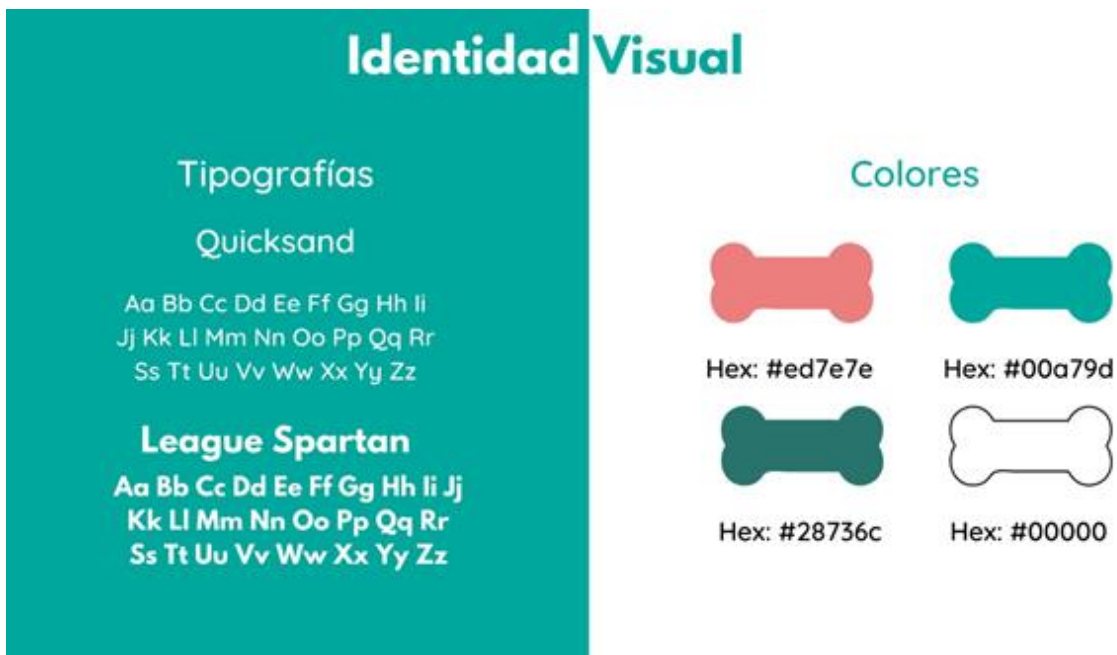 Identidad Visual
Tipografías
Quicksand
Aa Bb Cc Dd Ee Ff Gg Hh Ii
Jj Kk Ll Mm Nn Oo Pp Qq Rr
Ss Tt Uu Vv Ww Xx Yy Zz
League Spartan
Aa Bb Cc Dd Ee Ff Gg Hh Ii Jj
Kk Ll Mm Nn Oo Pp Qq Rr
Ss Tt Uu Vv Ww Xx Yy Zz
Colores
Hex: #ed7e7e
Hex: #00a79d
Hex: #28736c
Hex: #00000